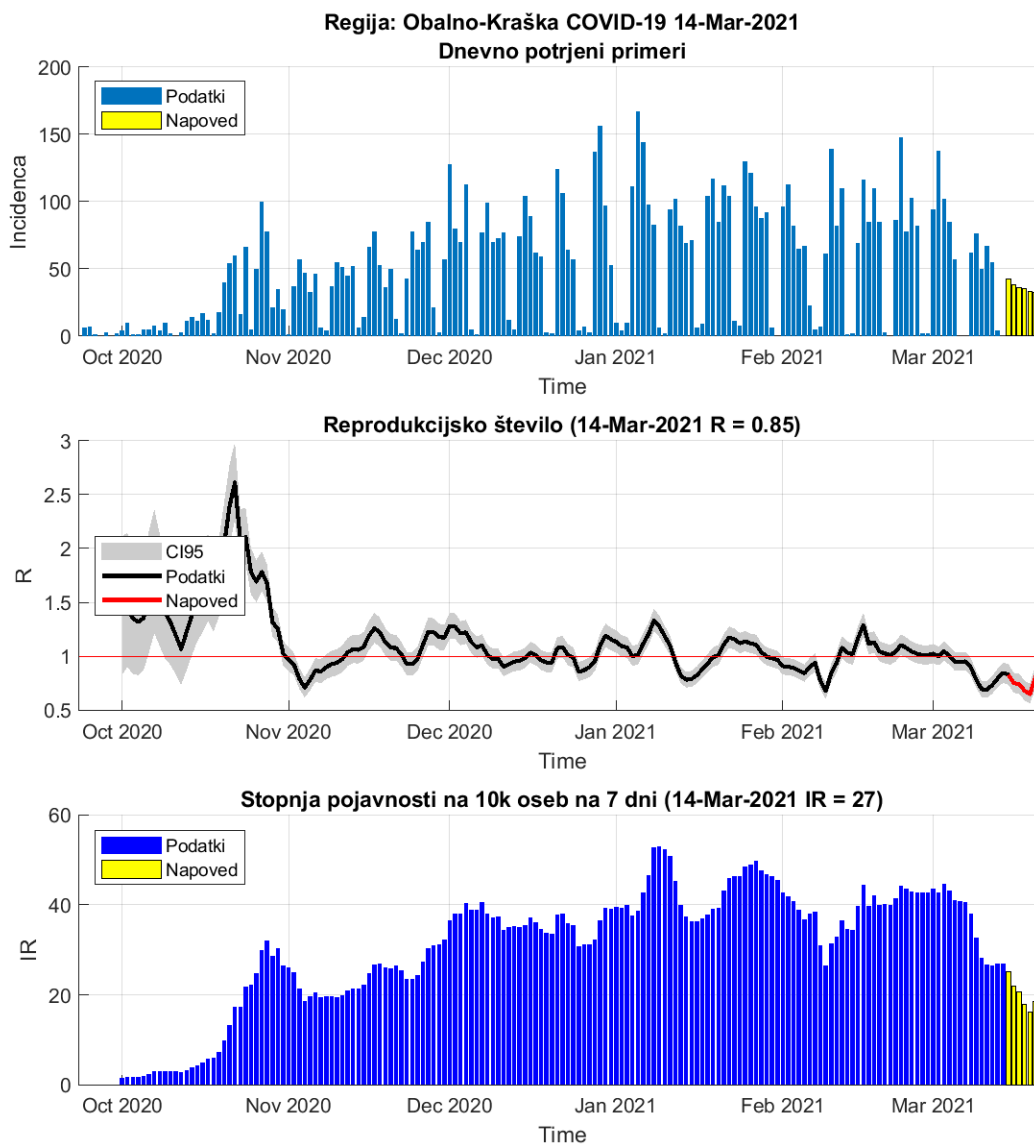 Regija: Obalno-Kraška COVID-19 14-Mar-2021
Dnevno potrjeni primeri
200
150
100
50
0
Incidenca
Podatki
Napoved
Oct 2020 Nov 2020 Dec 2020 Jan 2021 Feb 2021 Mar 2021
Time
Reprodukcijsko število (14-Mar-2021 R = 0.85)
3
2.5
2
1.5
1
0.5
R
CI95
Podatki
Napoved
Oct 2020 Nov 2020 Dec 2020 Jan 2021 Feb 2021 Mar 2021
Time
Stopnja pojavnosti na 10k oseb na 7 dni (14-Mar-2021 IR = 27)
60
40
20
0
IR
Podatki
Napoved
Oct 2020 Nov 2020 Dec 2020 Jan 2021 Feb 2021 Mar 2021
Time